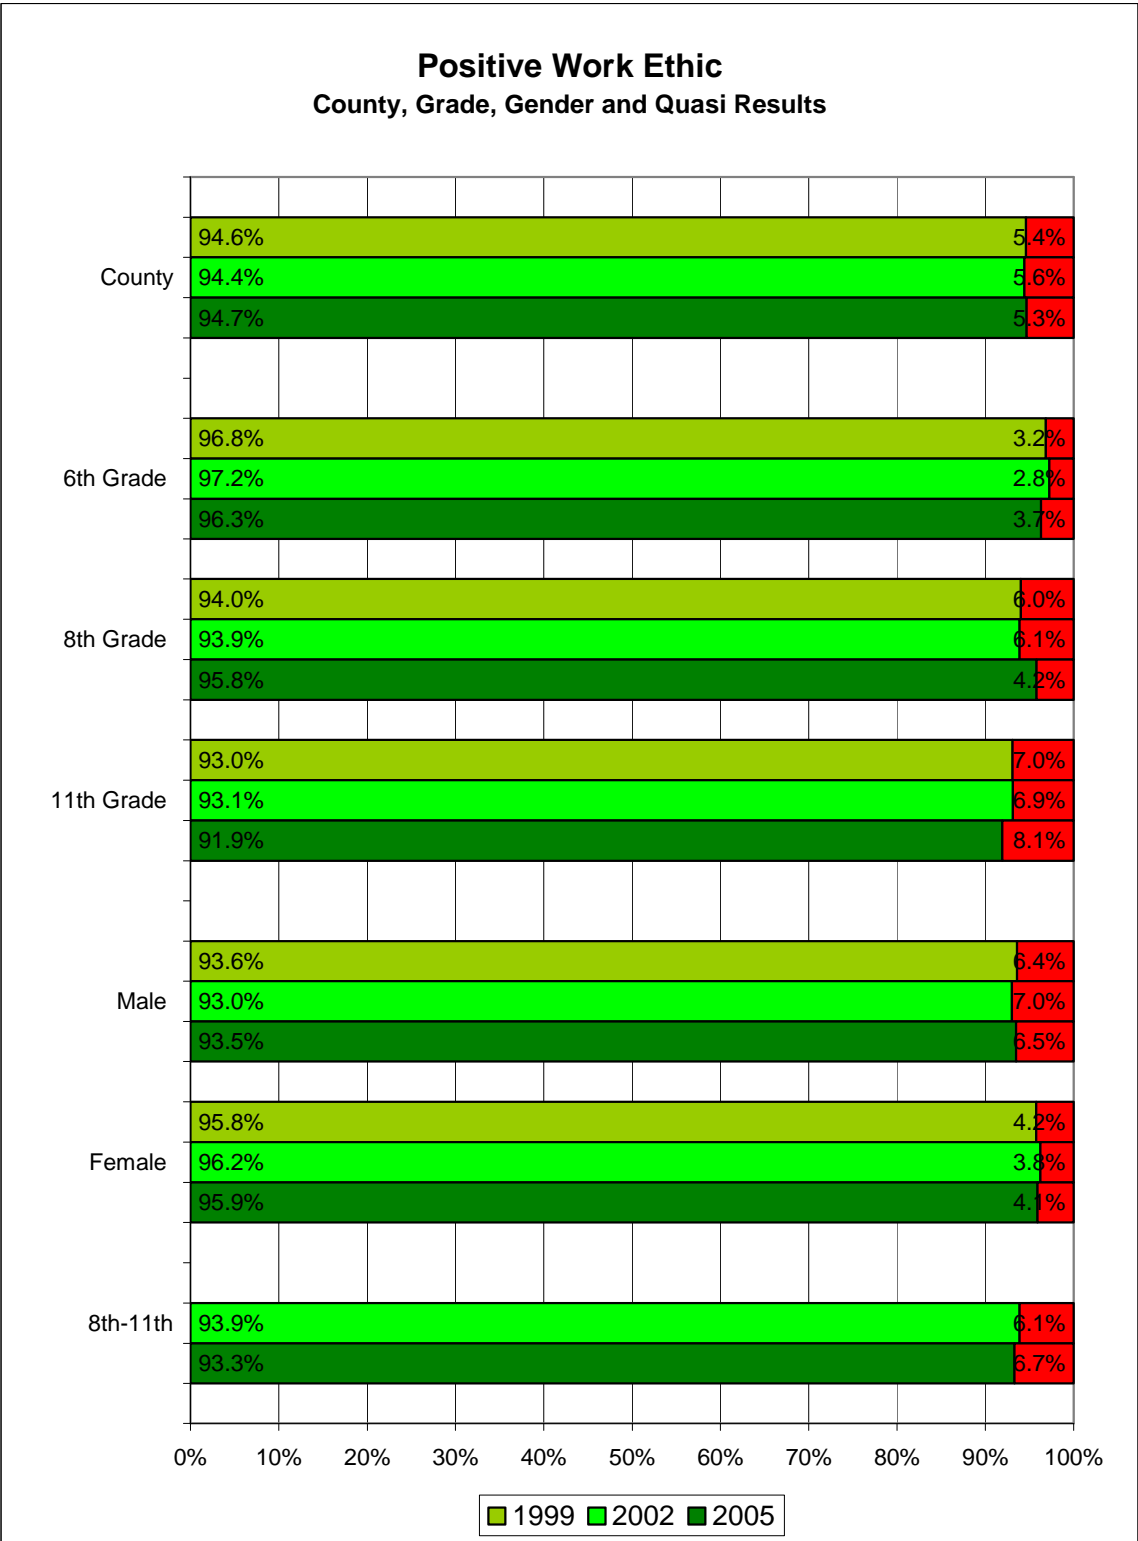 Positive Work Ethic
County, Grade, Gender and Quasi Results
94.6% 5.4%
County 94.4% 5.6%
94.7% 5.3%
96.8% 3.2%
6th Grade 97.2% 2.8%
96.3% 3.7%
94.0% 6.0%
8th Grade 93.9% 6.1%
95.8% 4.2%
93.0% 7.0%
11th Grade 93.1% 6.9%
91.9% 8.1%
93.6% 6.4%
Male 93.0% 7.0%
93.5% 6.5%
95.8% 4.2%
Female 96.2% 3.8%
95.9% 4.1%
8th-11th 93.9% 6.1%
93.3% 6.7%
0% 10% 20% 30% 40% 50% 60% 70% 80% 90% 100%
1999 2002 2005